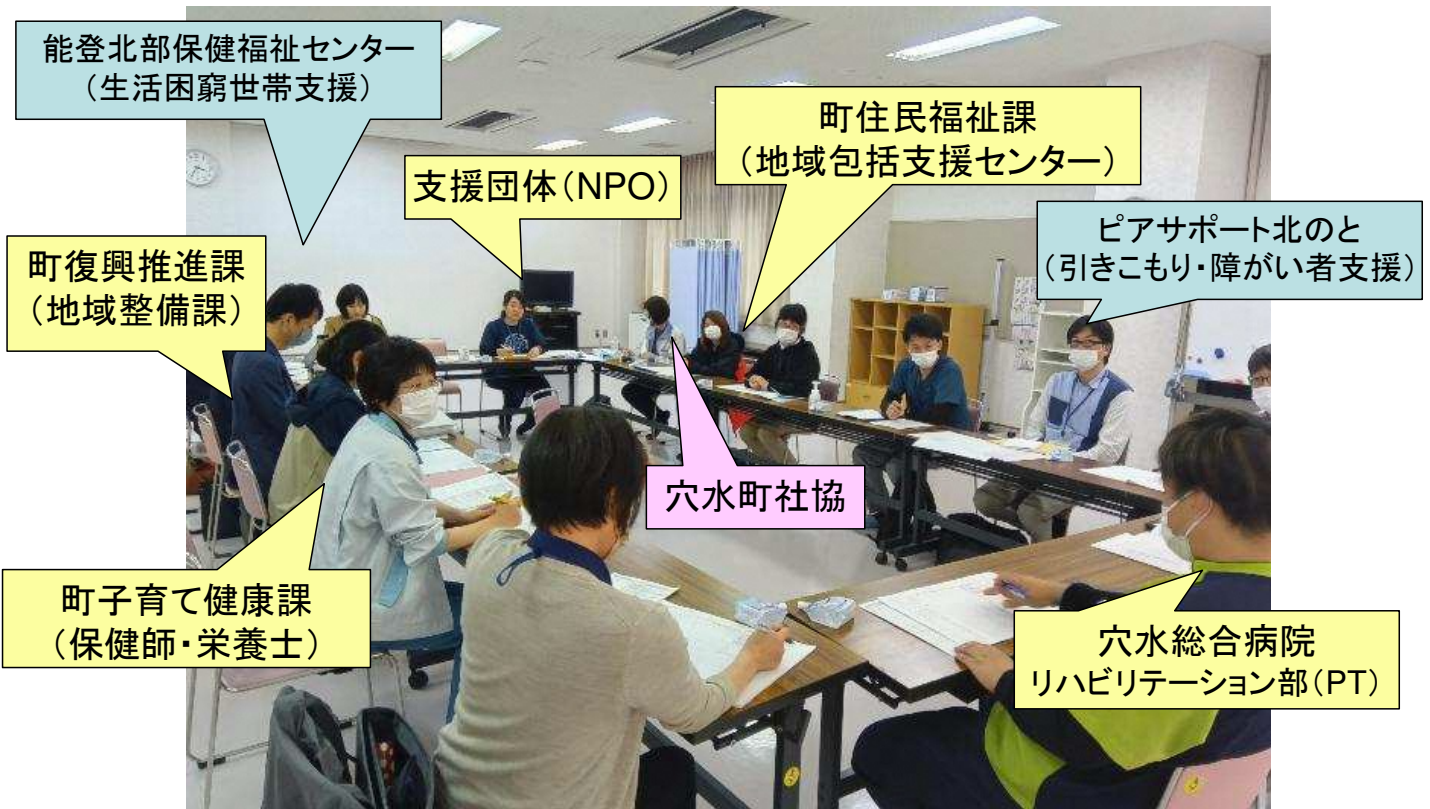 能登北部保健福祉センター
（生活困窮世帯支援）
町住民福祉課
（地域包括支援センター）
支援団体（NPO）
ピアサポート北のと
（引きこもり・障がい者支援）
町復興推進課
（地域整備課）
穴水町社協
町子育て健康課
（保健師・栄養士）
穴水総合病院
リハビリテーション部（PT）